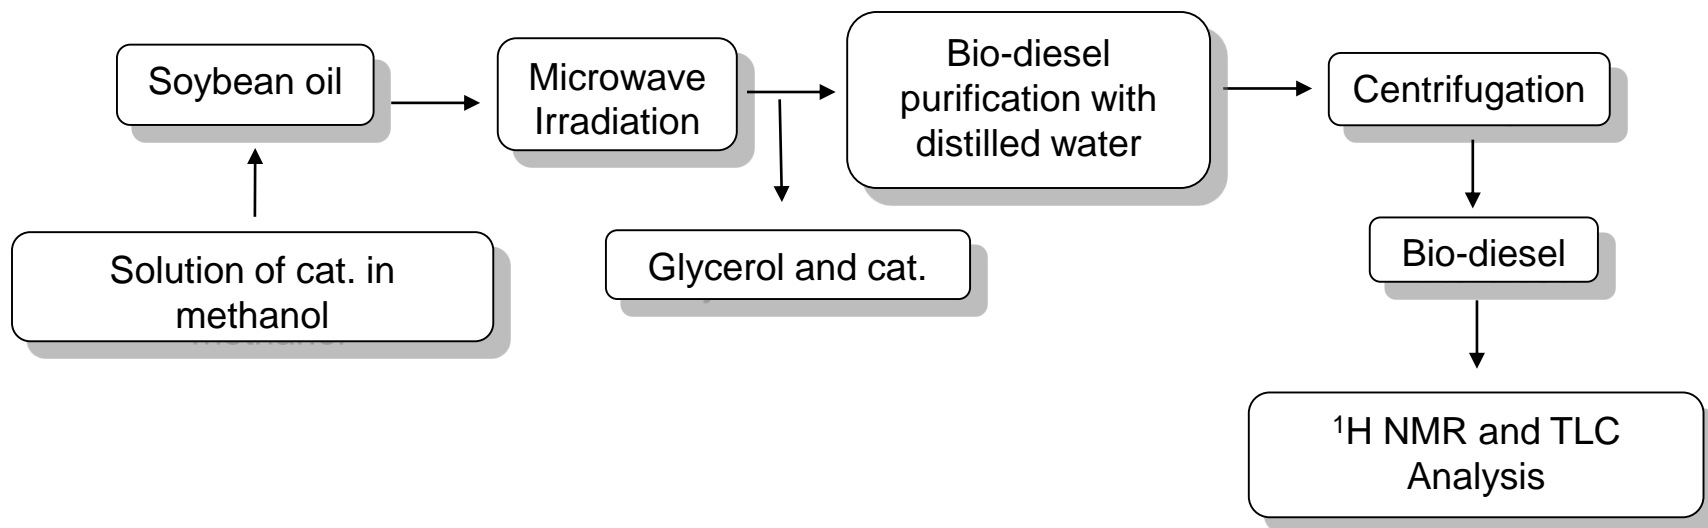 Soybean oil
Microwave
Irradiation
Bio-diesel
purification with
distilled water
Centrifugation
Solution of cat. in
methanol
Glycerol and cat.
Bio-diesel
¹H NMR and TLC
Analysis